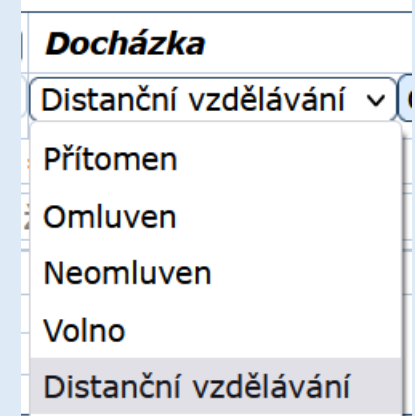 Docházka
Distanční vzdělávání
Přítomen
Omluven
Neomluven
Volno
Distanční vzdělávání